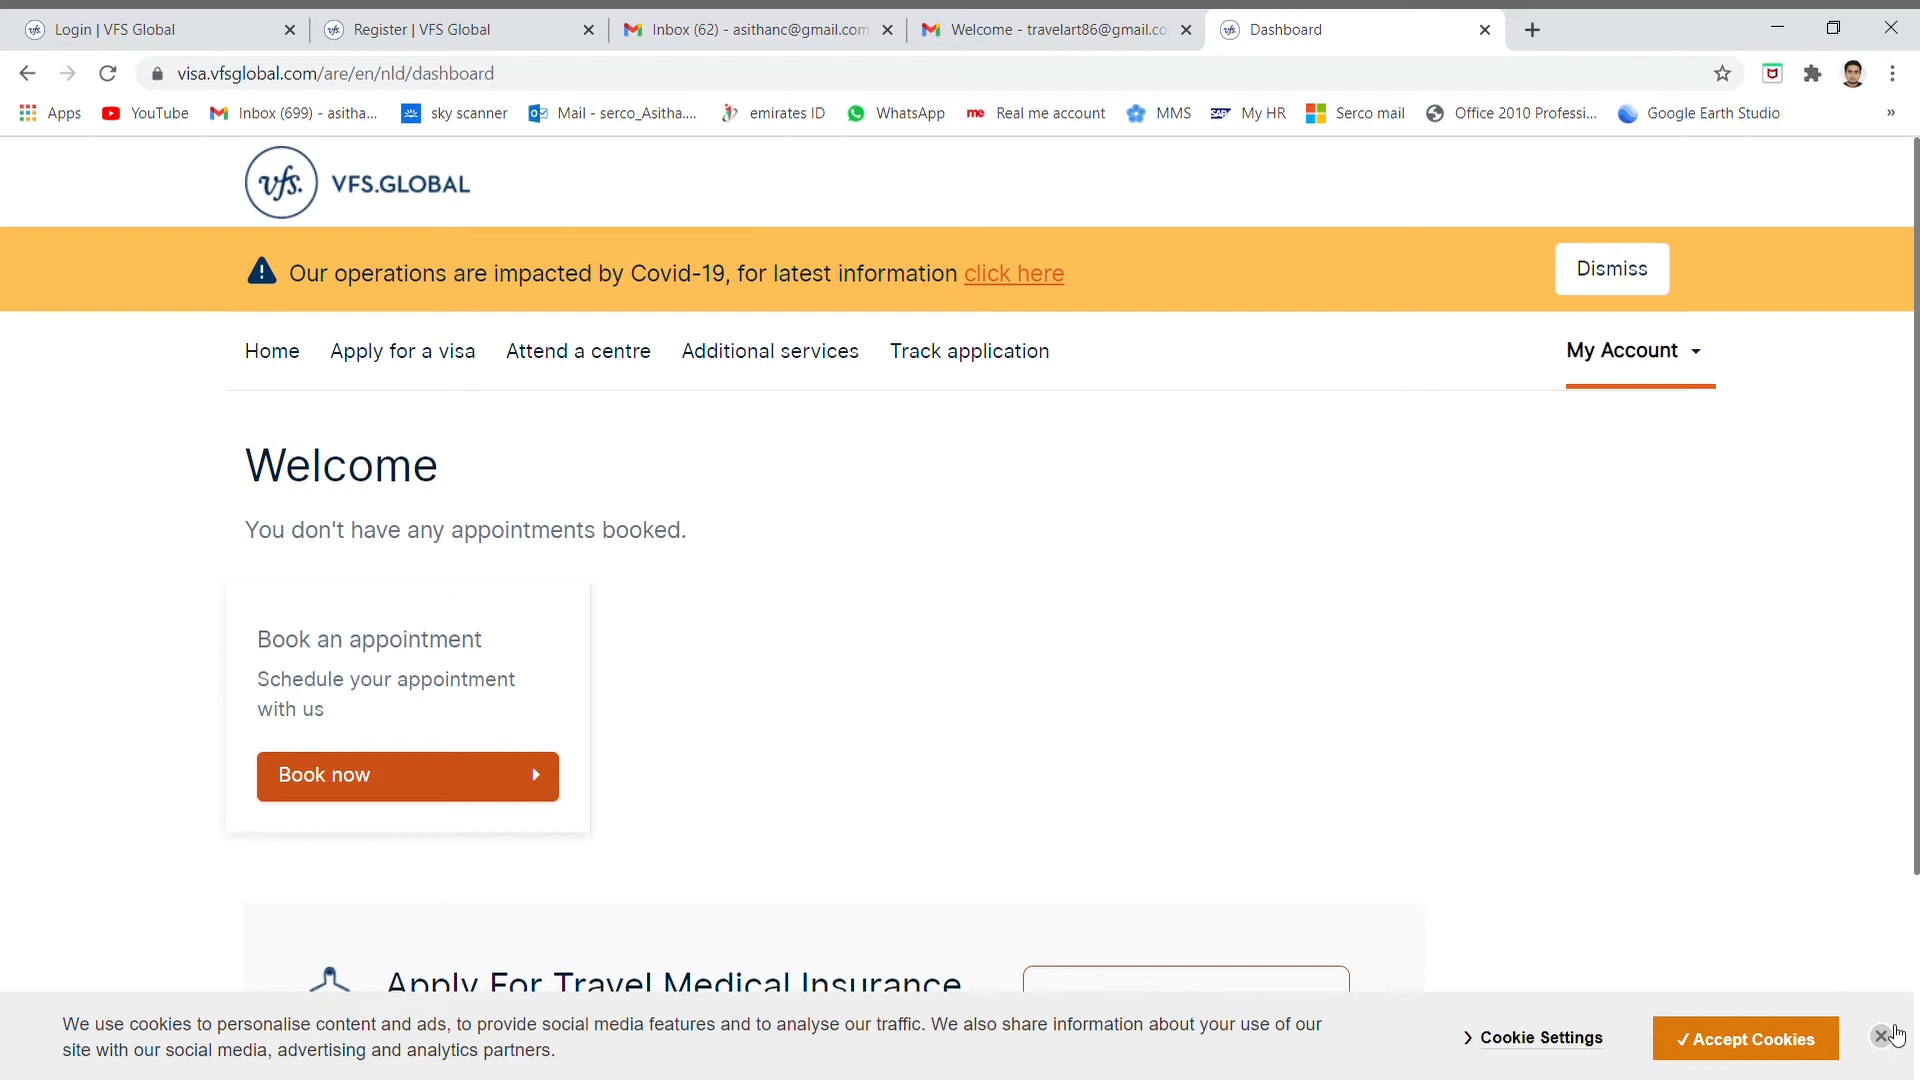 Login | VFS Global
Register | VFS Global
Inbox (62) - asithanc@gmail.com
Welcome - travelart86@gmail.co
Dashboard
visa.vfsglobal.com/are/en/nld/dashboard
Apps
YouTube
Inbox (699) - asitha...
sky scanner
Mail - serco_Asitha....
emirates ID
WhatsApp
me Real me account
MMS
SAP My HR
Serco mail
Office 2010 Professi...
Google Earth Studio
»
vfs. VFS.GLOBAL
Our operations are impacted by Covid-19, for latest information click here
Dismiss
Home
Apply for a visa
Attend a centre
Additional services
Track application
My Account
Welcome
You don't have any appointments booked.
Book an appointment
Schedule your appointment
with us
Book now
Apply For Travel Medical Insurance
We use cookies to personalise content and ads, to provide social media features and to analyse our traffic. We also share information about your use of our
site with our social media, advertising and analytics partners.
Cookie Settings
✓ Accept Cookies